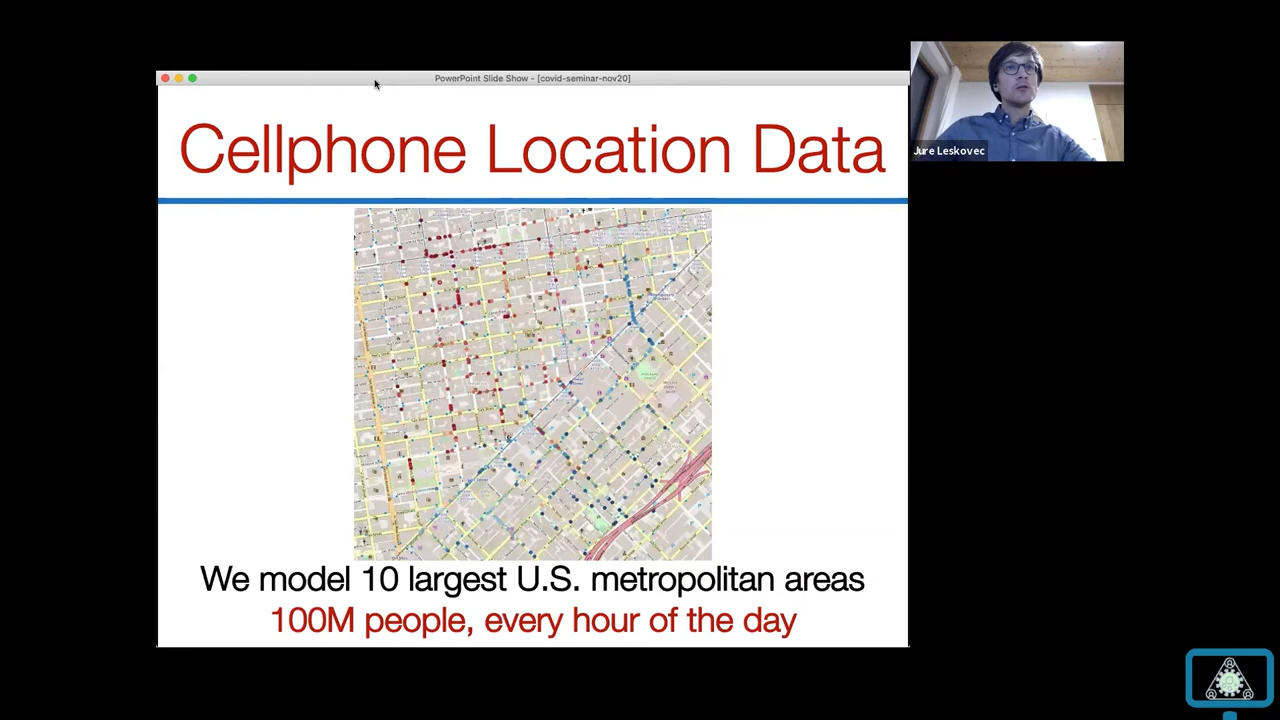 PowerPoint Slide Show - [covid-seminar-nov20]
Jure Leskovec
Cellphone Location Data
We model 10 largest U.S. metropolitan areas
100M people, every hour of the day